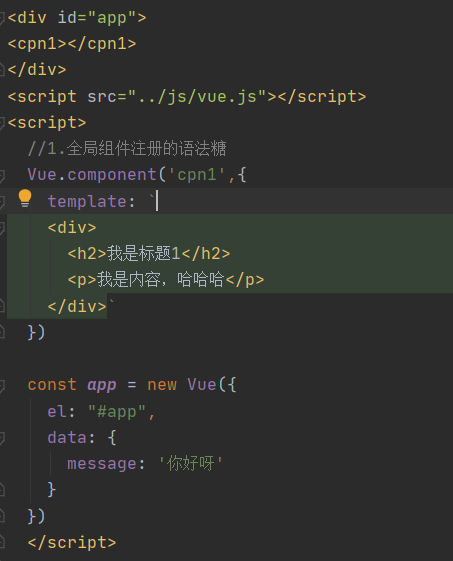 <div id="app">
<cpn1></cpn1>
</div>
<script src="../js/vue.js"></script>
<script>
  //1.全局组件注册的语法糖
  Vue.component('cpn1',{
    template: `
    <div>
      <h2>我是标题1</h2>
      <p>我是内容，哈哈哈</p>
    </div>`
  })

  const app = new Vue({
    el: "#app",
    data: {
      message: '你好呀'
    }
  })
  </script>